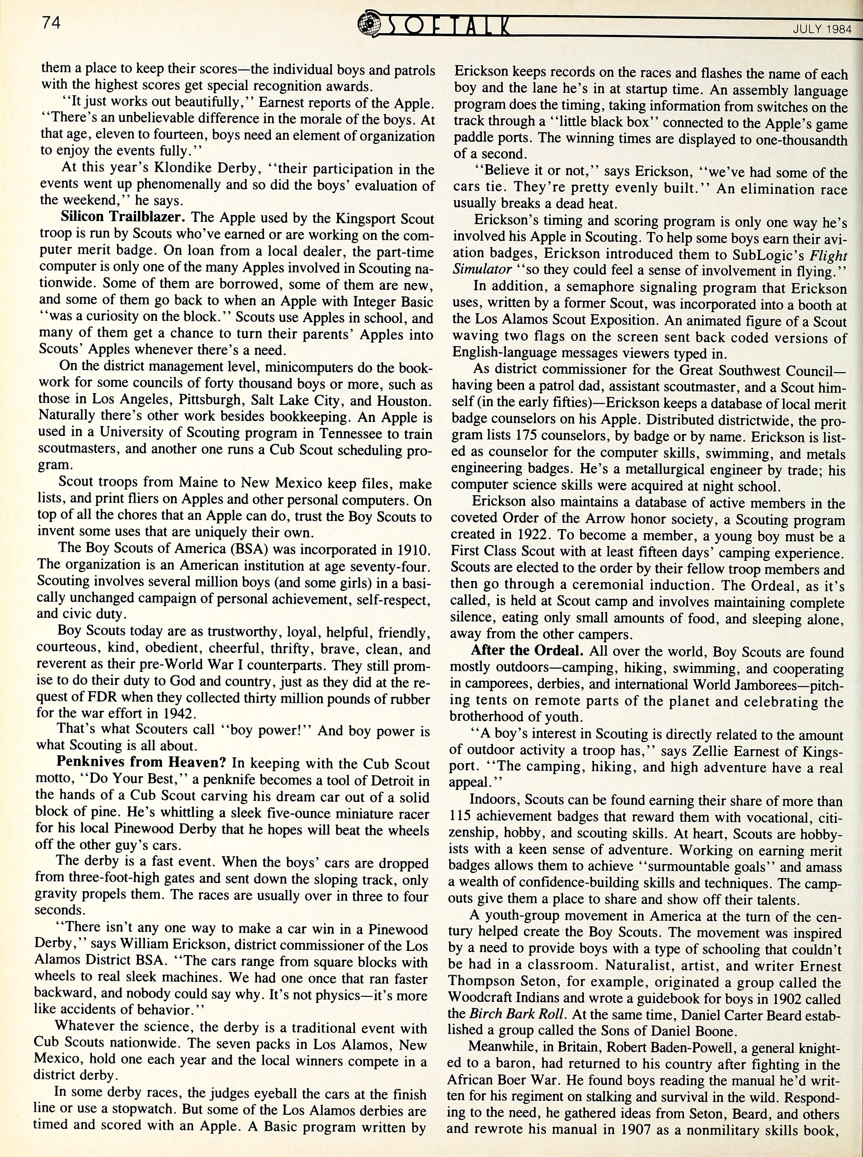 74
SOFTALK
JULY 1984
them a place to keep their scores—the individual boys and patrols
with the highest scores get special recognition awards.
"It just works out beautifully," Earnest reports of the Apple.
"There's an unbelievable difference in the morale of the boys. At
that age, eleven to fourteen, boys need an element of organization
to enjoy the events fully."
At this year's Klondike Derby, "their participation in the
events went up phenomenally and so did the boys' evaluation of
the weekend," he says.
Silicon Trailblazer. The Apple used by the Kingsport Scout
troop is run by Scouts who've earned or are working on the com-
puter merit badge. On loan from a local dealer, the part-time
computer is only one of the many Apples involved in Scouting na-
tionwide. Some of them are borrowed, some of them are new,
and some of them go back to when an Apple with Integer Basic
"was a curiosity on the block." Scouts use Apples in school, and
many of them get a chance to turn their parents' Apples into
Scouts' Apples whenever there's a need.
On the district management level, minicomputers do the book-
work for some councils of forty thousand boys or more, such as
those in Los Angeles, Pittsburgh, Salt Lake City, and Houston.
Naturally there's other work besides bookkeeping. An Apple is
used in a University of Scouting program in Tennessee to train
scoutmasters, and another one runs a Cub Scout scheduling pro-
gram.
Scout troops from Maine to New Mexico keep files, make
lists, and print fliers on Apples and other personal computers. On
top of all the chores that an Apple can do, trust the Boy Scouts to
invent some uses that are uniquely their own.
The Boy Scouts of America (BSA) was incorporated in 1910.
The organization is an American institution at age seventy-four.
Scouting involves several million boys (and some girls) in a basi-
cally unchanged campaign of personal achievement, self-respect,
and civic duty.
Boy Scouts today are as trustworthy, loyal, helpful, friendly,
courteous, kind, obedient, cheerful, thrifty, brave, clean, and
reverent as their pre-World War I counterparts. They still prom-
ise to do their duty to God and country, just as they did at the re-
quest of FDR when they collected thirty million pounds of rubber
for the war effort in 1942.
That's what Scouters call "boy power!" And boy power is
what Scouting is all about.
Penknives from Heaven? In keeping with the Cub Scout
motto, "Do Your Best," a penknife becomes a tool of Detroit in
the hands of a Cub Scout carving his dream car out of a solid
block of pine. He's whittling a sleek five-ounce miniature racer
for his local Pinewood Derby that he hopes will beat the wheels
off the other guy's cars.
The derby is a fast event. When the boys' cars are dropped
from three-foot-high gates and sent down the sloping track, only
gravity propels them. The races are usually over in three to four
seconds.
"There isn't any one way to make a car win in a Pinewood
Derby," says William Erickson, district commissioner of the Los
Alamos District BSA. "The cars range from square blocks with
wheels to real sleek machines. We had one once that ran faster
backward, and nobody could say why. It's not physics—it's more
like accidents of behavior."
Whatever the science, the derby is a traditional event with
Cub Scouts nationwide. The seven packs in Los Alamos, New
Mexico, hold one each year and the local winners compete in a
district derby.
In some derby races, the judges eyeball the cars at the finish
line or use a stopwatch. But some of the Los Alamos derbies are
timed and scored with an Apple. A Basic program written by
Erickson keeps records on the races and flashes the name of each
boy and the lane he's in at startup time. An assembly language
program does the timing, taking information from switches on the
track through a "little black box" connected to the Apple's game
paddle ports. The winning times are displayed to one-thousandth
of a second.
"Believe it or not," says Erickson, "we've had some of the
cars tie. They're pretty evenly built." An elimination race
usually breaks a dead heat.
Erickson's timing and scoring program is only one way he's
involved his Apple in Scouting. To help some boys earn their avi-
ation badges, Erickson introduced them to SubLogic's Flight
Simulator "so they could feel a sense of involvement in flying."
In addition, a semaphore signaling program that Erickson
uses, written by a former Scout, was incorporated into a booth at
the Los Alamos Scout Exposition. An animated figure of a Scout
waving two flags on the screen sent back coded versions of
English-language messages viewers typed in.
As district commissioner for the Great Southwest Council—
having been a patrol dad, assistant scoutmaster, and a Scout him-
self (in the early fifties)—Erickson keeps a database of local merit
badge counselors on his Apple. Distributed districtwide, the pro-
gram lists 175 counselors, by badge or by name. Erickson is list-
ed as counselor for the computer skills, swimming, and metals
engineering badges. He's a metallurgical engineer by trade; his
computer science skills were acquired at night school.
Erickson also maintains a database of active members in the
coveted Order of the Arrow honor society, a Scouting program
created in 1922. To become a member, a young boy must be a
First Class Scout with at least fifteen days' camping experience.
Scouts are elected to the order by their fellow troop members and
then go through a ceremonial induction. The Ordeal, as it's
called, is held at Scout camp and involves maintaining complete
silence, eating only small amounts of food, and sleeping alone,
away from the other campers.
After the Ordeal. All over the world, Boy Scouts are found
mostly outdoors—camping, hiking, swimming, and cooperating
in camporees, derbies, and international World Jamborees—pitch-
ing tents on remote parts of the planet and celebrating the
brotherhood of youth.
"A boy's interest in Scouting is directly related to the amount
of outdoor activity a troop has," says Zellie Earnest of Kings-
port. "The camping, hiking, and high adventure have a real
appeal."
Indoors, Scouts can be found earning their share of more than
115 achievement badges that reward them with vocational, citi-
zenship, hobby, and scouting skills. At heart, Scouts are hobby-
ists with a keen sense of adventure. Working on earning merit
badges allows them to achieve "surmountable goals" and amass
a wealth of confidence-building skills and techniques. The camp-
outs give them a place to share and show off their talents.
A youth-group movement in America at the turn of the cen-
tury helped create the Boy Scouts. The movement was inspired
by a need to provide boys with a type of schooling that couldn't
be had in a classroom. Naturalist, artist, and writer Ernest
Thompson Seton, for example, originated a group called the
Woodcraft Indians and wrote a guidebook for boys in 1902 called
the Birch Bark Roll. At the same time, Daniel Carter Beard estab-
lished a group called the Sons of Daniel Boone.
Meanwhile, in Britain, Robert Baden-Powell, a general knight-
ed to a baron, had returned to his country after fighting in the
African Boer War. He found boys reading the manual he'd writ-
ten for his regiment on stalking and survival in the wild. Respond-
ing to the need, he gathered ideas from Seton, Beard, and others
and rewrote his manual in 1907 as a nonmilitary skills book,